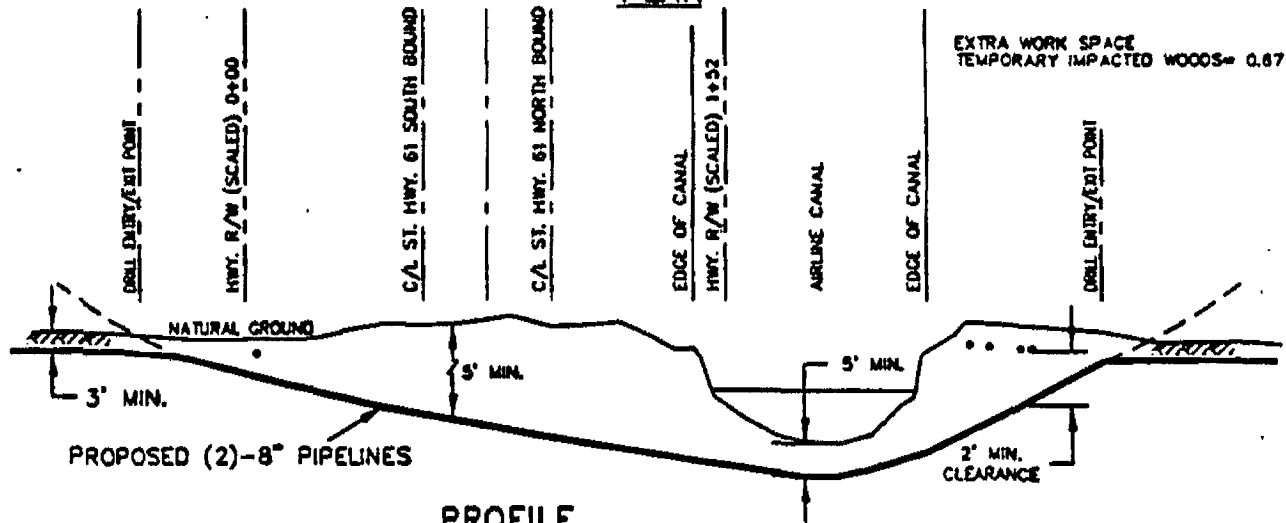 EXTRA WORK SPACE
TEMPORARY IMPACTED WOODS= 0.67
DRILL ENTRY/EXIT POINT
HWY. R/W (SCALED) 0+00
C/L ST. HWY. 61 SOUTH BOUND
C/L ST. HWY. 61 NORTH BOUND
EDGE OF CANAL
HWY. R/W (SCALED) 1+52
AIRLINE CANAL
EDGE OF CANAL
DRILL ENTRY/EXIT POINT
NATURAL GROUND
3' MIN.
5' MIN.
5' MIN.
PROPOSED (2)-8" PIPELINES
2' MIN.
CLEARANCE
PROFILE